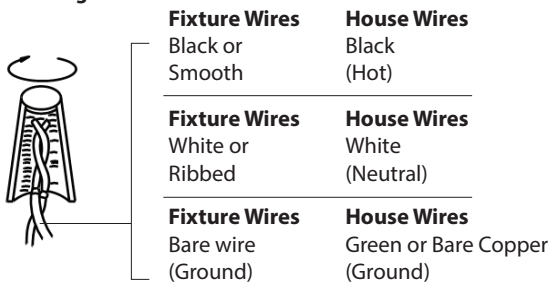 Fixture Wires House Wires
Black or Black
Smooth (Hot)
Fixture Wires House Wires
White or White
Ribbed (Neutral)
Fixture Wires House Wires
Bare wire Green or Bare Copper
(Ground) (Ground)